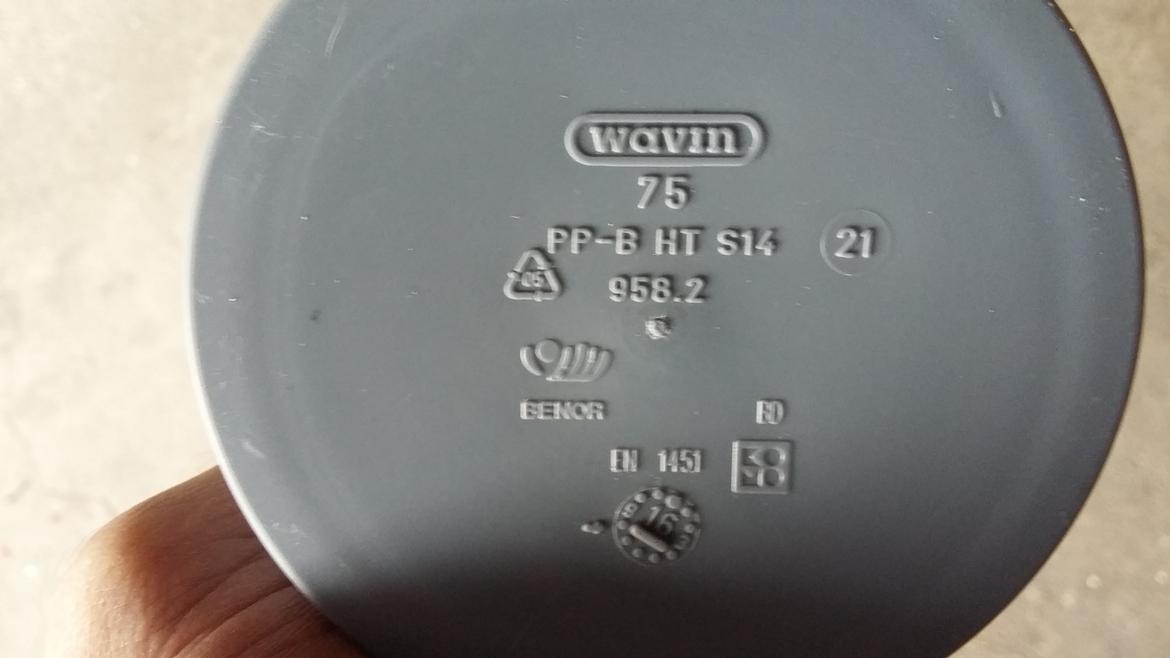 wavin
75
PP-B HT S14
21
05
958.2
BENOR
BD
EN 1451
16